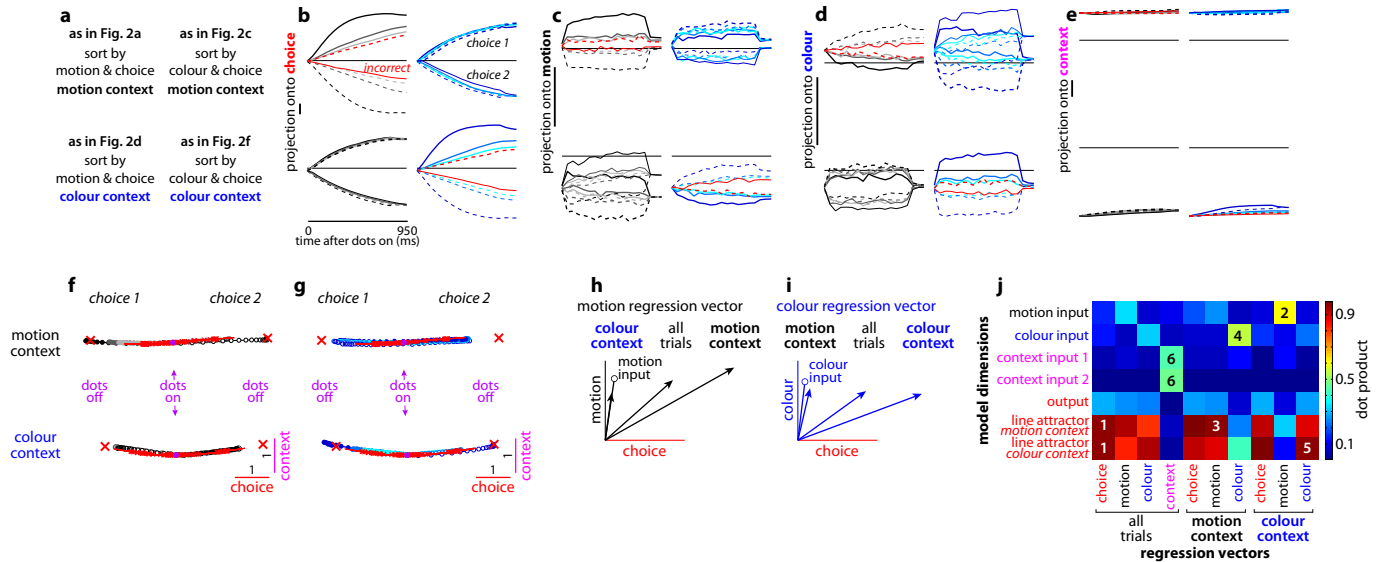 a
as in Fig. 2a
sort by
motion & choice
motion context
as in Fig. 2c
sort by
colour & choice
motion context
as in Fig. 2d
sort by
motion & choice
colour context
as in Fig. 2f
sort by
colour & choice
colour context
b
projection onto choice
incorrect
choice 1
choice 2
0
950
time after dots on (ms)
c
projection onto motion
d
projection onto colour
e
projection onto context
f
choice 1
choice 2
g
choice 1
choice 2
motion
context
dots
off
dots
on
dots
off
dots
off
dots
on
dots
off
colour
context
1
1
choice
context
1
1
choice
context
h
motion regression vector
colour
context
all
trials
motion
context
motion
motion
input
choice
i
colour regression vector
motion
context
all
trials
colour
context
colour
colour
input
choice
j
model dimensions
motion input
colour input
context input 1
context input 2
output
line attractor
motion context
line attractor
colour context
2
4
6
6
1
3
1
5
0.9
0.5
0.1
dot product
choice
motion
colour
context
choice
motion
colour
choice
motion
colour
all
trials
motion
context
colour
context
regression vectors